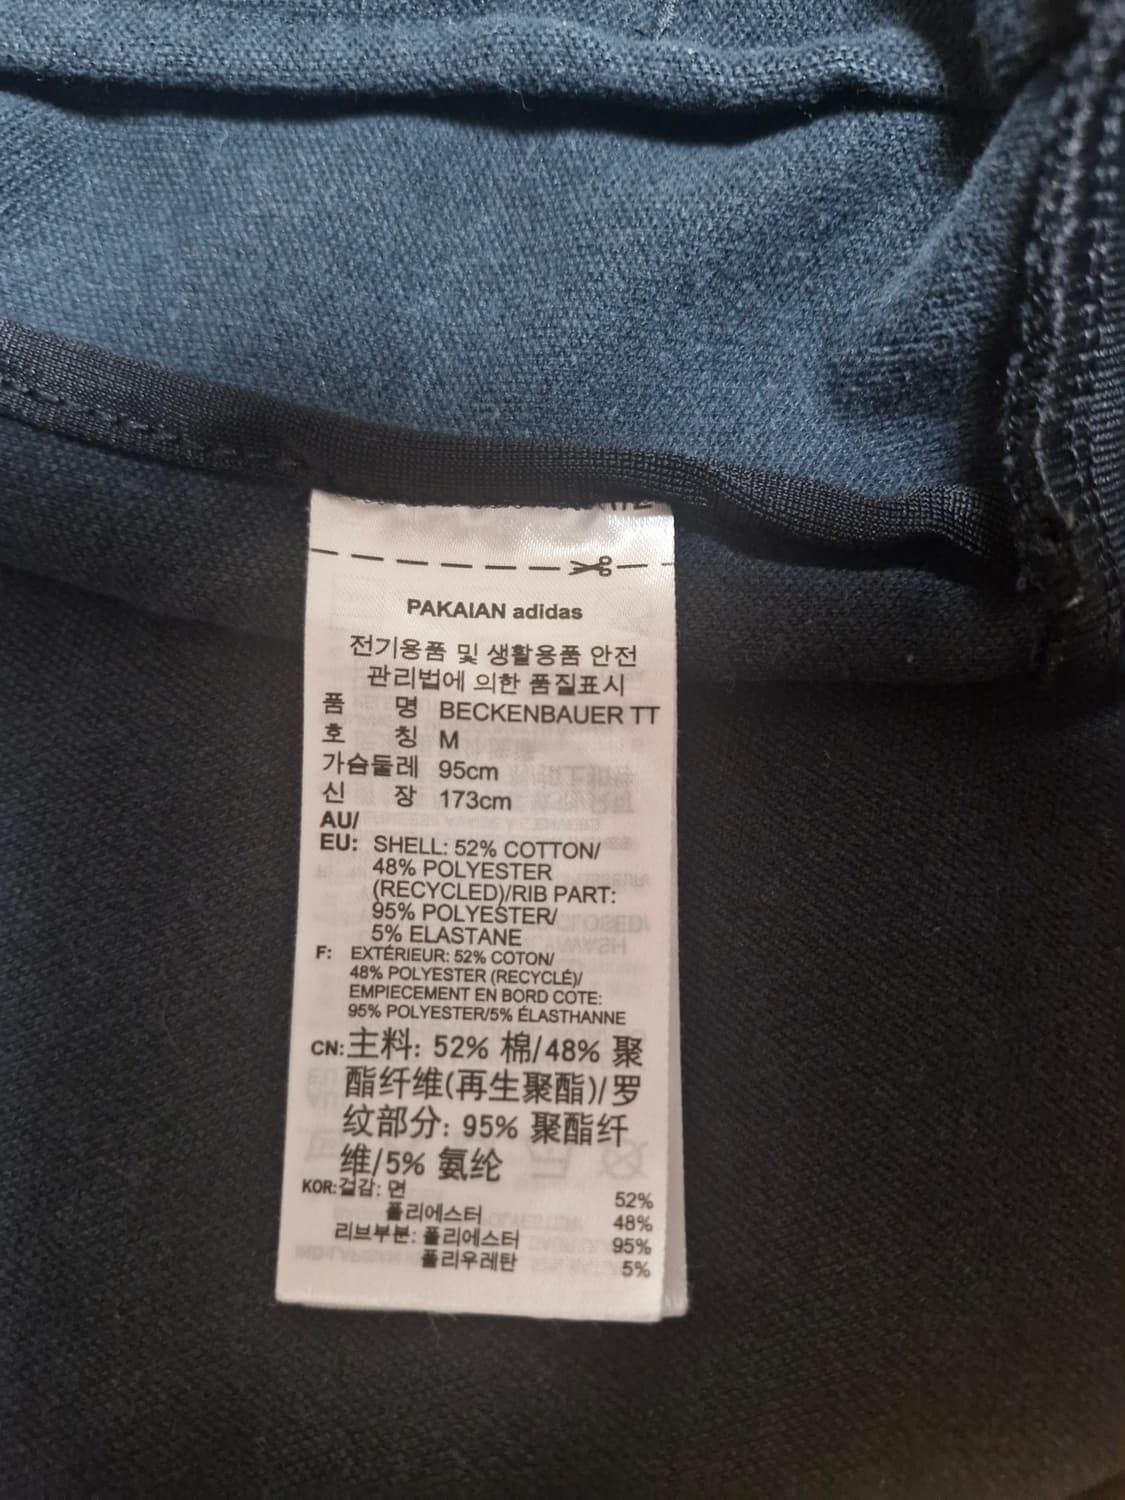 PAKAIAN adidas
전기용품 및 생활용품 안전
관리법에 의한 품질표시
품 명 BECKENBAUER TT
호 칭 M
가슴둘레 95cm
신 장 173cm
AU/
EU: SHELL: 52% COTTON/
48% POLYESTER
(RECYCLED)/RIB PART:
95% POLYESTER/
5% ELASTANE
F: EXTÉRIEUR: 52% COTON/
48% POLYESTER (RECYCLÉ)/
EMPIECEMENT EN BORD COTE:
95% POLYESTER/5% ÉLASTHANNE
CN: 主料: 52% 棉/48% 聚
酯纤维(再生聚酯)/罗
纹部分: 95% 聚酯纤
维/5% 氨纶
KOR: 겉감: 면 52%
폴리에스터 48%
리브부분: 폴리에스터 95%
폴리우레탄 5%